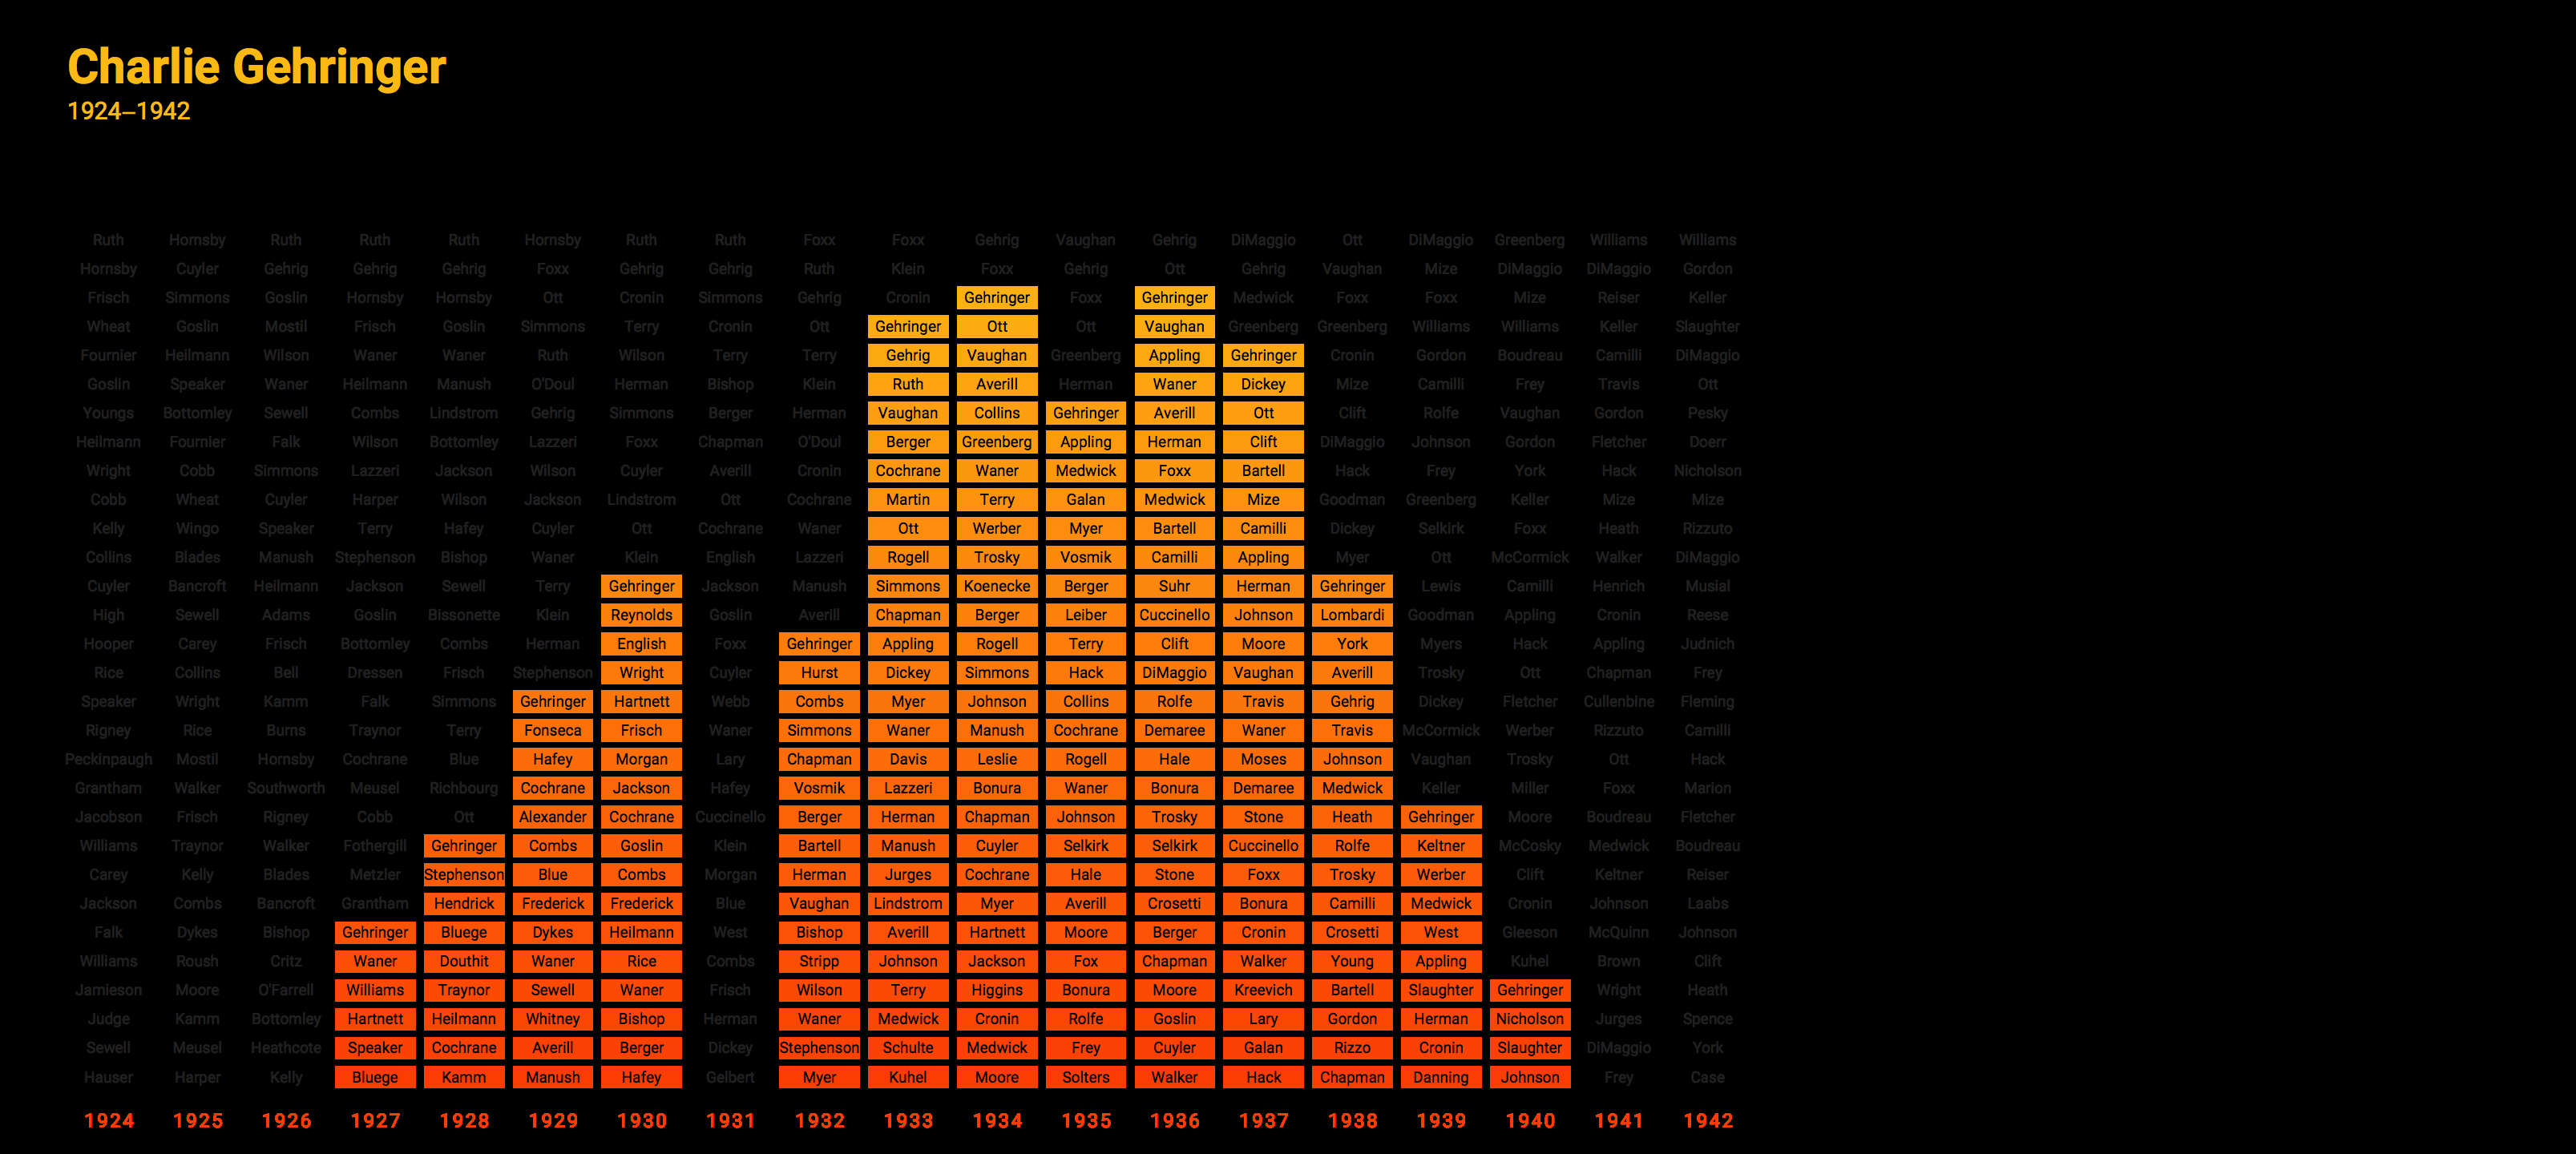 Charlie Gehringer
1924–1942
Ruth Hornsby Ruth Ruth Ruth Hornsby Ruth Ruth Foxx Foxx Gehrig Vaughan Gehrig DiMaggio Ott DiMaggio Greenberg Williams Williams
Hornsby Cuyler Gehrig Gehrig Gehrig Foxx Gehrig Gehrig Ruth Klein Foxx Gehrig Ott Gehrig Vaughan Mize DiMaggio DiMaggio Gordon
Frisch Simmons Goslin Hornsby Hornsby Ott Cronin Simmons Gehrig Cronin Gehringer Foxx Gehringer Medwick Foxx Foxx Mize Reiser Keller
Wheat Goslin Mostil Frisch Goslin Simmons Terry Cronin Ott Gehringer Ott Ott Vaughan Greenberg Greenberg Williams Williams Keller Slaughter
Fournier Heilmann Wilson Waner Waner Ruth Wilson Terry Terry Gehrig Vaughan Greenberg Appling Gehringer Cronin Gordon Boudreau Camilli DiMaggio
Goslin Speaker Waner Heilmann Manush O'Doul Herman Bishop Klein Ruth Averill Herman Waner Dickey Mize Camilli Frey Travis Ott
Youngs Bottomley Sewell Combs Lindstrom Gehrig Simmons Berger Herman Vaughan Collins Gehringer Averill Ott Clift Rolfe Vaughan Gordon Pesky
Heilmann Fournier Falk Wilson Bottomley Lazzeri Foxx Chapman O'Doul Berger Greenberg Appling Herman Clift DiMaggio Johnson Gordon Fletcher Doerr
Wright Cobb Simmons Lazzeri Jackson Wilson Cuyler Averill Cronin Cochrane Waner Medwick Foxx Bartell Hack Frey York Hack Nicholson
Cobb Wheat Cuyler Harper Wilson Jackson Lindstrom Ott Cochrane Martin Terry Galan Medwick Mize Goodman Greenberg Keller Mize Mize
Kelly Wingo Speaker Terry Hafey Cuyler Ott Cochrane Waner Ott Werber Myer Bartell Camilli Dickey Selkirk Foxx Heath Rizzuto
Collins Blades Manush Stephenson Bishop Waner Klein English Lazzeri Rogell Trosky Vosmik Camilli Appling Myer Ott McCormick Walker DiMaggio
Cuyler Bancroft Heilmann Jackson Sewell Terry Gehringer Jackson Manush Simmons Koenecke Berger Suhr Herman Gehringer Lewis Camilli Henrich Musial
High Sewell Adams Goslin Bissonette Klein Reynolds Goslin Averill Chapman Berger Leiber Cuccinello Johnson Lombardi Goodman Appling Cronin Reese
Hooper Carey Frisch Bottomley Combs Herman English Foxx Gehringer Appling Rogell Terry Clift Moore York Myers Hack Appling Judnich
Rice Collins Bell Dressen Frisch Stephenson Wright Cuyler Hurst Dickey Simmons Hack DiMaggio Vaughan Averill Trosky Ott Chapman Frey
Speaker Wright Kamm Falk Simmons Gehringer Hartnett Webb Combs Myer Johnson Collins Rolfe Travis Gehrig Dickey Fletcher Cullenbine Fleming
Rigney Rice Burns Traynor Terry Fonseca Frisch Waner Simmons Waner Manush Cochrane Demaree Waner Travis McCormick Werber Rizzuto Camilli
Peckinpaugh Mostil Hornsby Cochrane Blue Hafey Morgan Lary Chapman Davis Leslie Rogell Hale Moses Johnson Vaughan Trosky Ott Hack
Grantham Walker Southworth Meusel Richbourg Cochrane Jackson Hafey Vosmik Lazzeri Bonura Waner Bonura Demaree Medwick Keller Miller Foxx Marion
Jacobson Frisch Rigney Cobb Ott Alexander Cochrane Cuccinello Berger Herman Chapman Johnson Trosky Stone Heath Gehringer Moore Boudreau Fletcher
Williams Traynor Walker Fothergill Gehringer Combs Goslin Klein Bartell Manush Cuyler Selkirk Selkirk Cuccinello Rolfe Keltner McCosky Medwick Boudreau
Carey Kelly Blades Metzler Stephenson Blue Combs Morgan Herman Jurges Cochrane Hale Stone Foxx Trosky Werber Clift Keltner Reiser
Jackson Combs Bancroft Grantham Hendrick Frederick Frederick Blue Vaughan Lindstrom Myer Averill Crosetti Bonura Camilli Medwick Cronin Johnson Laabs
Falk Dykes Bishop Gehringer Bluege Dykes Heilmann West Bishop Averill Hartnett Moore Berger Cronin Crosetti West Gleeson McQuinn Johnson
Williams Roush Critz Waner Douthit Waner Rice Combs Stripp Johnson Jackson Fox Chapman Walker Young Appling Kuhel Brown Clift
Jamieson Moore O'Farrell Williams Traynor Sewell Waner Frisch Wilson Terry Higgins Bonura Moore Kreevich Bartell Slaughter Gehringer Wright Heath
Judge Kamm Bottomley Hartnett Heilmann Whitney Bishop Herman Waner Medwick Cronin Rolfe Goslin Lary Gordon Herman Nicholson Jurges Spence
Sewell Meusel Heathcote Speaker Cochrane Averill Berger Dickey Stephenson Schulte Medwick Frey Cuyler Galan Rizzo Cronin Slaughter DiMaggio York
Hauser Harper Kelly Bluege Kamm Manush Hafey Gelbert Myer Kuhel Moore Solters Walker Hack Chapman Danning Johnson Frey Case
1924 1925 1926 1927 1928 1929 1930 1931 1932 1933 1934 1935 1936 1937 1938 1939 1940 1941 1942